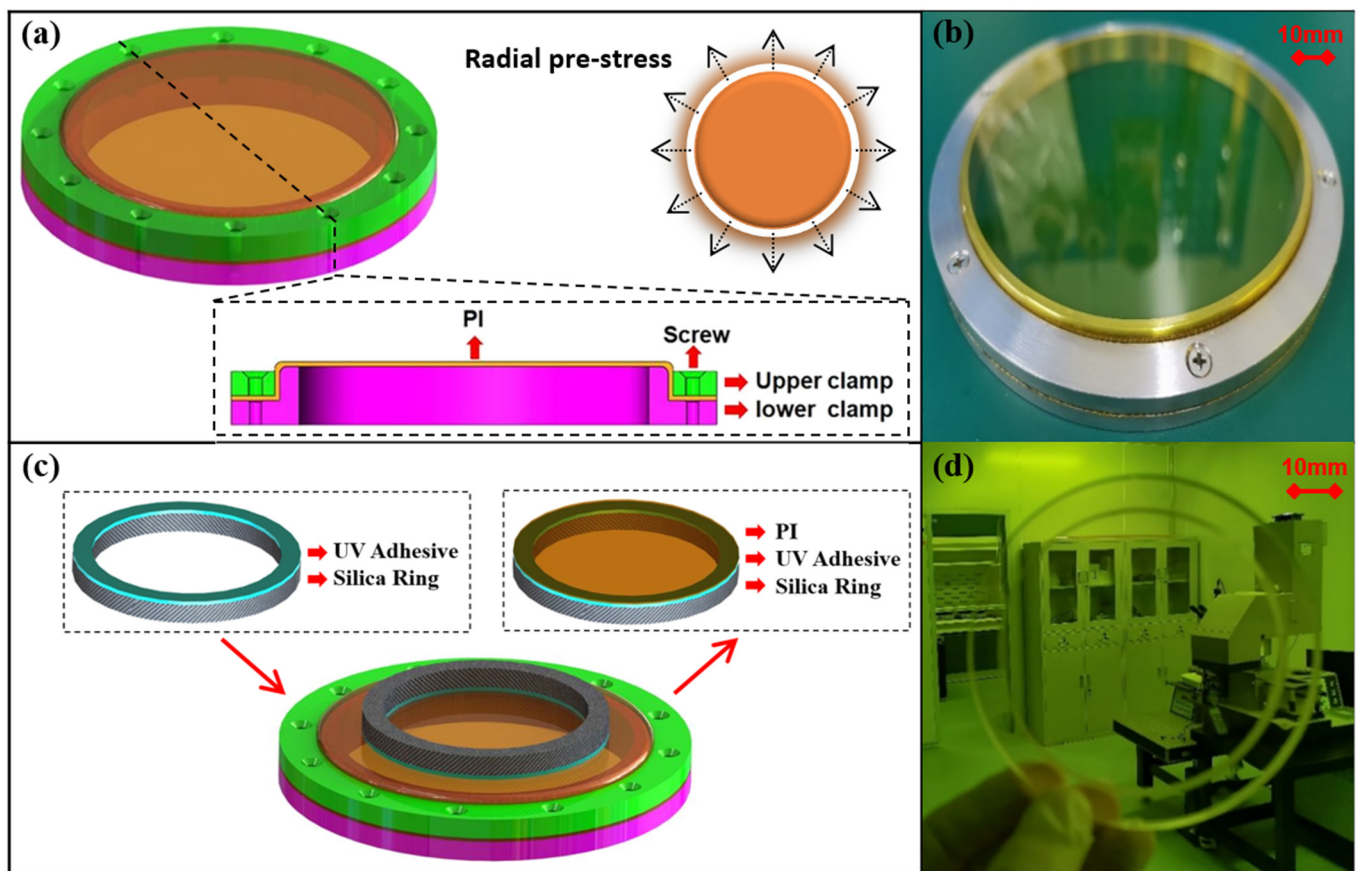 (a)
Radial pre-stress
PI
Screw
Upper clamp
lower clamp
(b)
10mm
(c)
UV Adhesive
Silica Ring
PI
UV Adhesive
Silica Ring
(d)
10mm